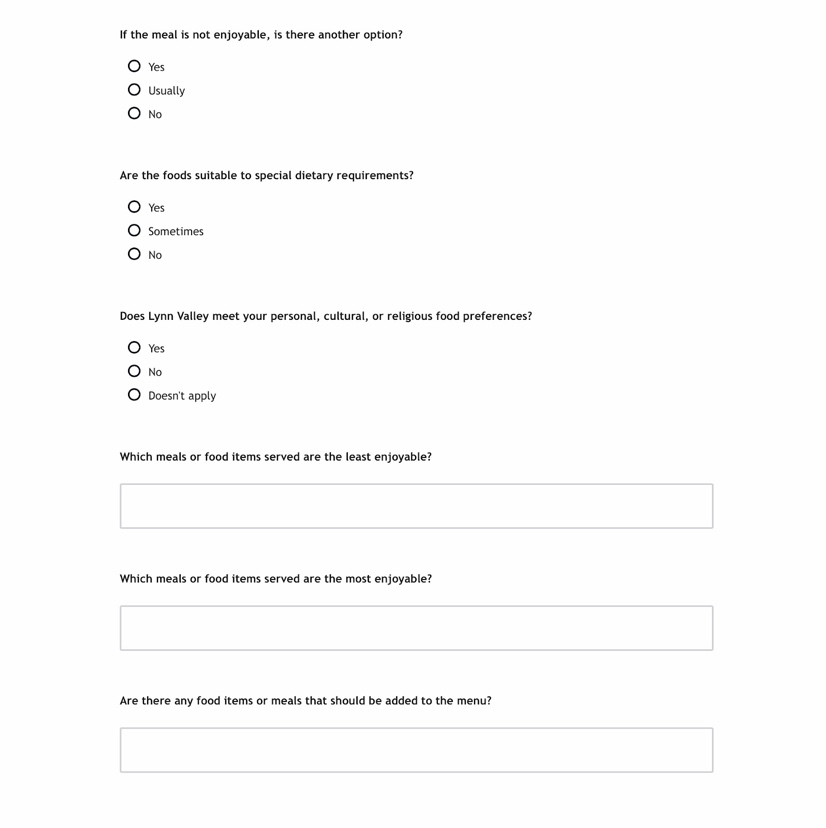 If the meal is not enjoyable, is there another option?
Yes
Usually
No
Are the foods suitable to special dietary requirements?
Yes
Sometimes
No
Does Lynn Valley meet your personal, cultural, or religious food preferences?
Yes
No
Doesn't apply
Which meals or food items served are the least enjoyable?
Which meals or food items served are the most enjoyable?
Are there any food items or meals that should be added to the menu?